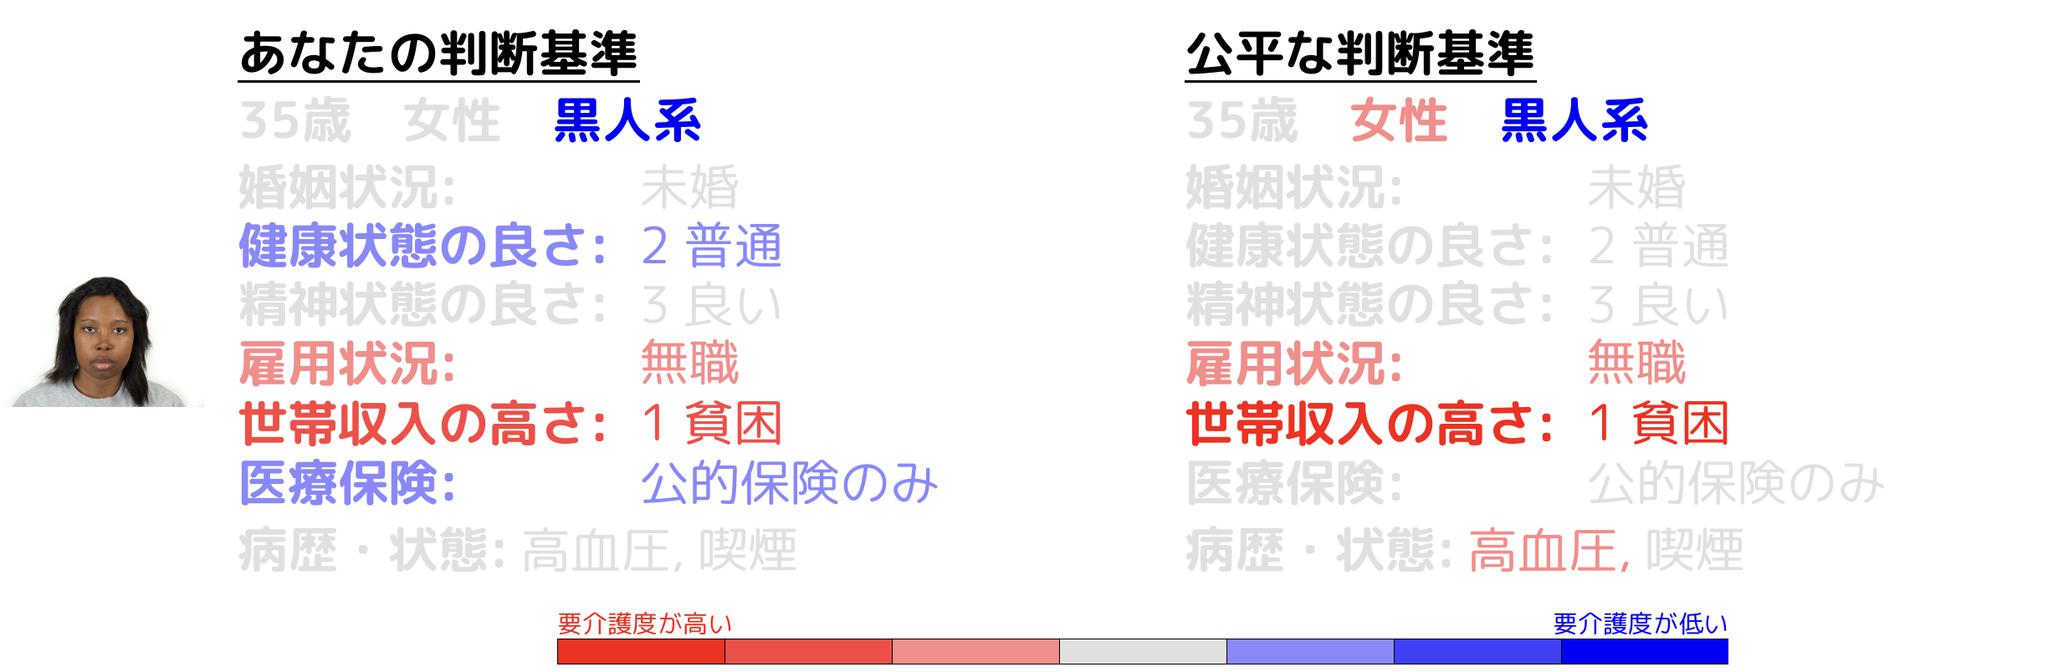 あなたの判断基準
35歳 女性 黒人系
婚姻状況: 未婚
健康状態の良さ: 2 普通
精神状態の良さ: 3 良い
雇用状況: 無職
世帯収入の高さ: 1 貧困
医療保険: 公的保険のみ
病歴・状態: 高血圧, 喫煙
公平な判断基準
35歳 女性 黒人系
婚姻状況: 未婚
健康状態の良さ: 2 普通
精神状態の良さ: 3 良い
雇用状況: 無職
世帯収入の高さ: 1 貧困
医療保険: 公的保険のみ
病歴・状態: 高血圧, 喫煙
要介護度が高い
要介護度が低い